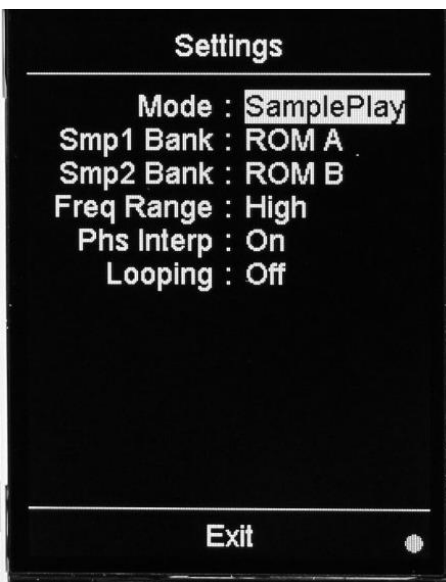 Settings
Mode : SamplePlay
Smp1 Bank : ROM A
Smp2 Bank : ROM B
Freq Range : High
Phs Interp : On
Looping : Off
Exit